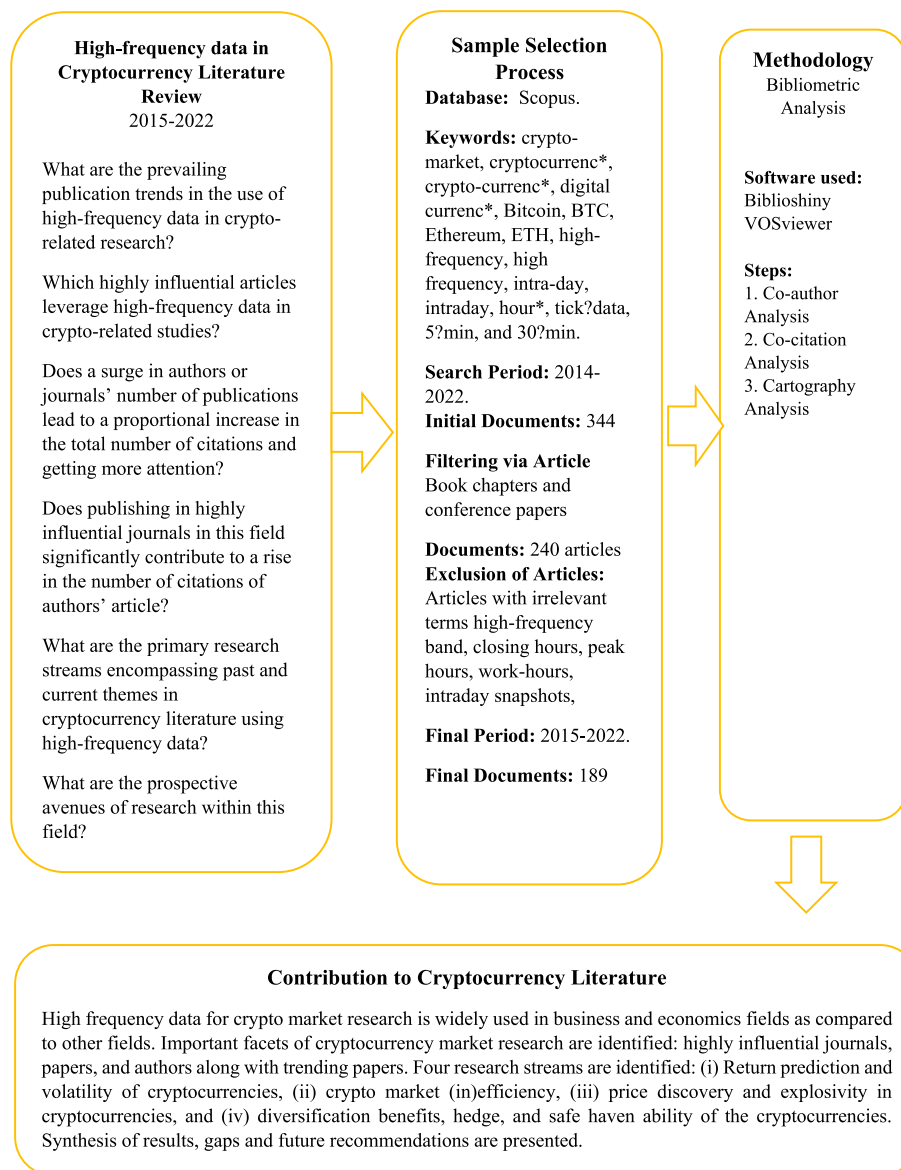 High-frequency data in
Cryptocurrency Literature
Review
2015-2022
What are the prevailing
publication trends in the use of
high-frequency data in crypto-
related research?
Which highly influential articles
leverage high-frequency data in
crypto-related studies?
Does a surge in authors or
journals’ number of publications
lead to a proportional increase in
the total number of citations and
getting more attention?
Does publishing in highly
influential journals in this field
significantly contribute to a rise
in the number of citations of
authors’ article?
What are the primary research
streams encompassing past and
current themes in
cryptocurrency literature using
high-frequency data?
What are the prospective
avenues of research within this
field?
Sample Selection
Process
Database: Scopus.
Keywords: crypto-
market, cryptocurrenc*,
crypto-currenc*, digital
currenc*, Bitcoin, BTC,
Ethereum, ETH, high-
frequency, high
frequency, intra-day,
intraday, hour*, tick?data,
5?min, and 30?min.
Search Period: 2014-
2022.
Initial Documents: 344
Filtering via Article
Book chapters and
conference papers
Documents: 240 articles
Exclusion of Articles:
Articles with irrelevant
terms high-frequency
band, closing hours, peak
hours, work-hours,
intraday snapshots,
Final Period: 2015-2022.
Final Documents: 189
Methodology
Bibliometric
Analysis
Software used:
Biblioshiny
VOSviewer
Steps:
1. Co-author
Analysis
2. Co-citation
Analysis
3. Cartography
Analysis
Contribution to Cryptocurrency Literature
High frequency data for crypto market research is widely used in business and economics fields as compared
to other fields. Important facets of cryptocurrency market research are identified: highly influential journals,
papers, and authors along with trending papers. Four research streams are identified: (i) Return prediction and
volatility of cryptocurrencies, (ii) crypto market (in)efficiency, (iii) price discovery and explosivity in
cryptocurrencies, and (iv) diversification benefits, hedge, and safe haven ability of the cryptocurrencies.
Synthesis of results, gaps and future recommendations are presented.